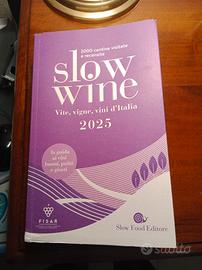 2000 cantine visitate
e recensite
slow
wine
Vite, vigne, vini d'Italia
2025
la guida
ai vini
buoni, puliti
e giusti
FISAR
Slow Food Editore
subito